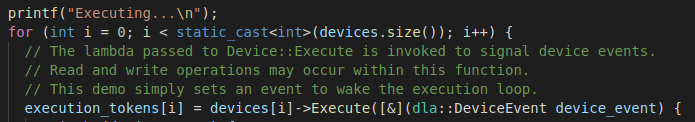 printf("Executing...\n");
for (int i = 0; i < static_cast<int>(devices.size()); i++) {
// The lambda passed to Device::Execute is invoked to signal device events.
// Read and write operations may occur within this function.
// This demo simply sets an event to wake the execution loop.
execution_tokens[i] = devices[i]->Execute([&](dla::DeviceEvent device_event) {